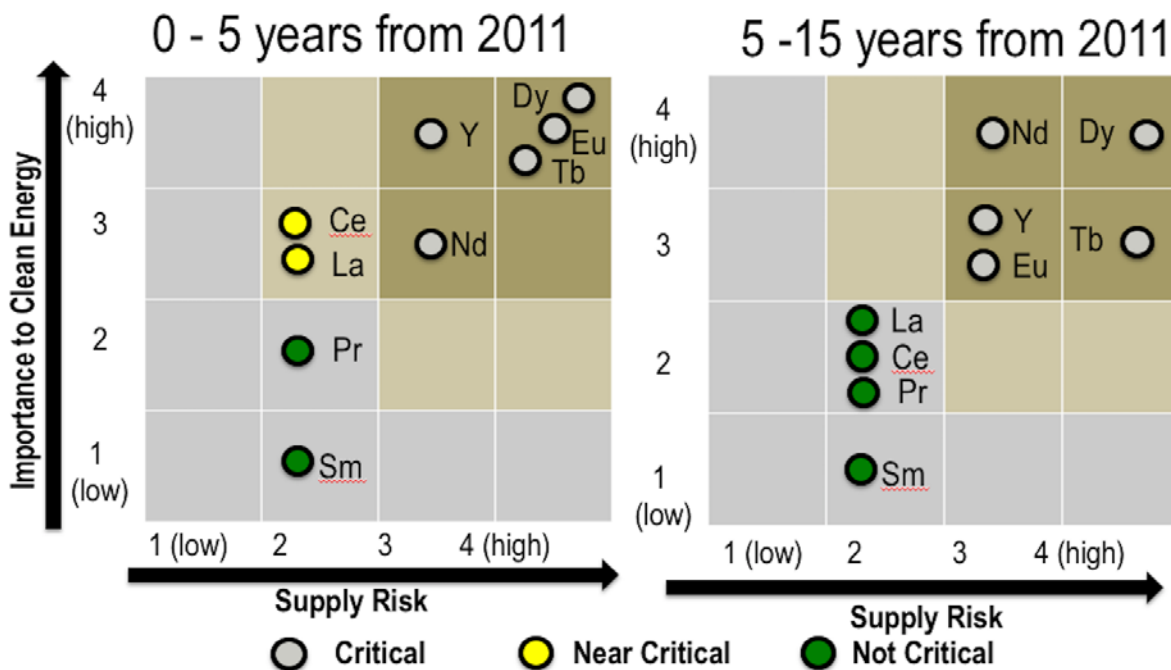 0 - 5 years from 2011
5 -15 years from 2011
Importance to Clean Energy
4
(high)
3
2
1
(low)
Dy
Y
Eu
Tb
Ce
La
Nd
Pr
Sm
1 (low) 2 3 4 (high)
Supply Risk
4
(high)
3
2
1
(low)
Nd
Dy
Y
Tb
Eu
La
Ce
Pr
Sm
1 (low) 2 3 4 (high)
Supply Risk
Critical Near Critical Not Critical